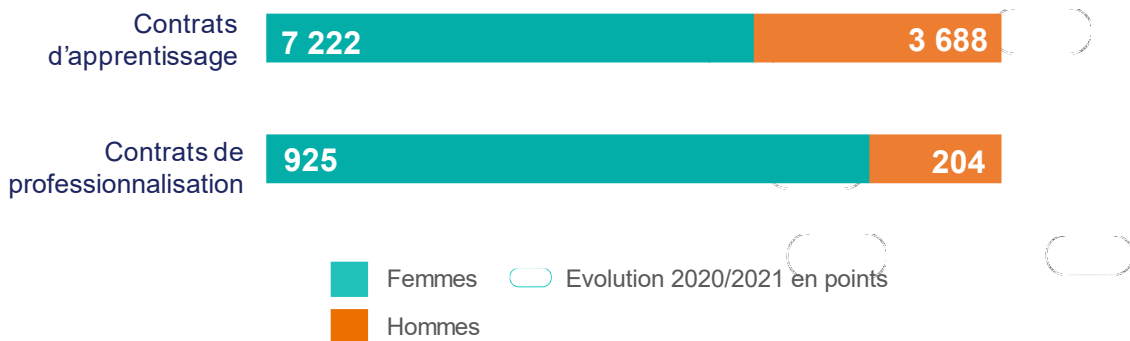 Contrats
d’apprentissage
7 222
3 688
Contrats de
professionnalisation
925
204
Femmes
Evolution 2020/2021 en points
Hommes